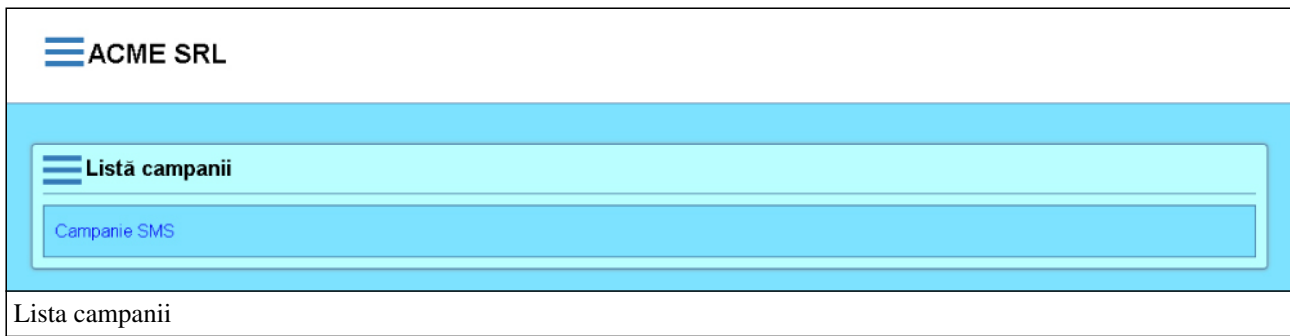 ACME SRL
Listă campanii
Campanie SMS
Lista campanii